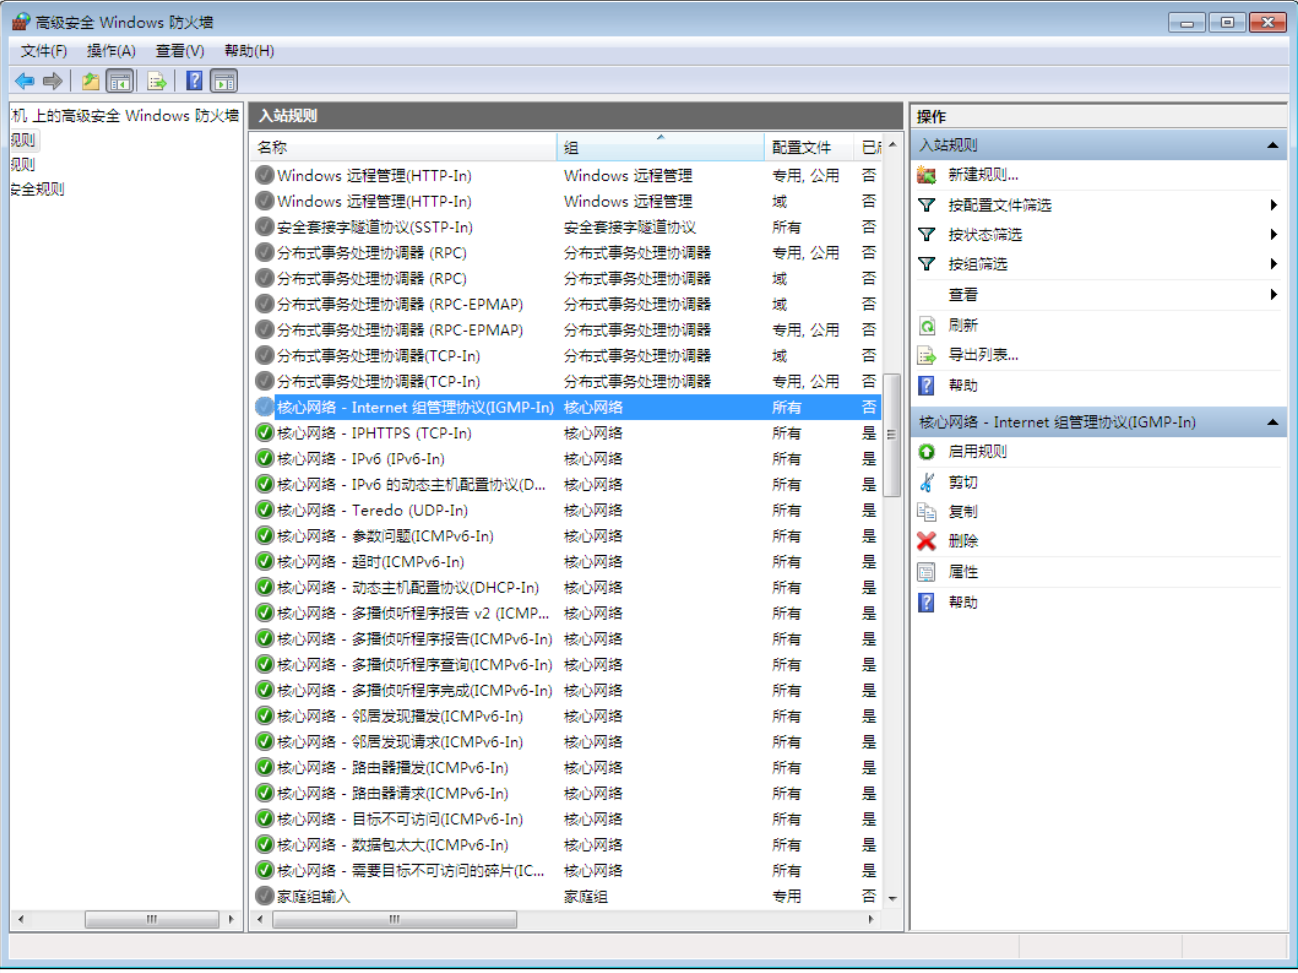 高级安全 Windows 防火墙
文件(F) 操作(A) 查看(V) 帮助(H)
机 上的高级安全 Windows 防火墙
规则
规则
安全规则
入站规则
名称 组 配置文件 已
Windows 远程管理(HTTP-In) Windows 远程管理 专用, 公用 否
Windows 远程管理(HTTP-In) Windows 远程管理 域 否
安全套接字隧道协议(SSTP-In) 安全套接字隧道协议 所有 否
分布式事务处理协调器 (RPC) 分布式事务处理协调器 专用, 公用 否
分布式事务处理协调器 (RPC) 分布式事务处理协调器 域 否
分布式事务处理协调器 (RPC-EPMAP) 分布式事务处理协调器 域 否
分布式事务处理协调器 (RPC-EPMAP) 分布式事务处理协调器 专用, 公用 否
分布式事务处理协调器(TCP-In) 分布式事务处理协调器 域 否
分布式事务处理协调器(TCP-In) 分布式事务处理协调器 专用, 公用 否
核心网络 - Internet 组管理协议(IGMP-In) 核心网络 所有 否
核心网络 - IPHTTPS (TCP-In) 核心网络 所有 是
核心网络 - IPv6 (IPv6-In) 核心网络 所有 是
核心网络 - IPv6 的动态主机配置协议(D... 核心网络 所有 是
核心网络 - Teredo (UDP-In) 核心网络 所有 是
核心网络 - 参数问题(ICMPv6-In) 核心网络 所有 是
核心网络 - 超时(ICMPv6-In) 核心网络 所有 是
核心网络 - 动态主机配置协议(DHCP-In) 核心网络 所有 是
核心网络 - 多播侦听程序报告 v2 (ICMP... 核心网络 所有 是
核心网络 - 多播侦听程序报告(ICMPv6-In) 核心网络 所有 是
核心网络 - 多播侦听程序查询(ICMPv6-In) 核心网络 所有 是
核心网络 - 多播侦听程序完成(ICMPv6-In) 核心网络 所有 是
核心网络 - 邻居发现播发(ICMPv6-In) 核心网络 所有 是
核心网络 - 邻居发现请求(ICMPv6-In) 核心网络 所有 是
核心网络 - 路由器播发(ICMPv6-In) 核心网络 所有 是
核心网络 - 路由器请求(ICMPv6-In) 核心网络 所有 是
核心网络 - 目标不可访问(ICMPv6-In) 核心网络 所有 是
核心网络 - 数据包太大(ICMPv6-In) 核心网络 所有 是
核心网络 - 需要目标不可访问的碎片(IC... 核心网络 所有 是
家庭组输入 家庭组 专用 否
操作
入站规则
新建规则...
按配置文件筛选
按状态筛选
按组筛选
查看
刷新
导出列表...
帮助
核心网络 - Internet 组管理协议(IGMP-In)
启用规则
剪切
复制
删除
属性
帮助